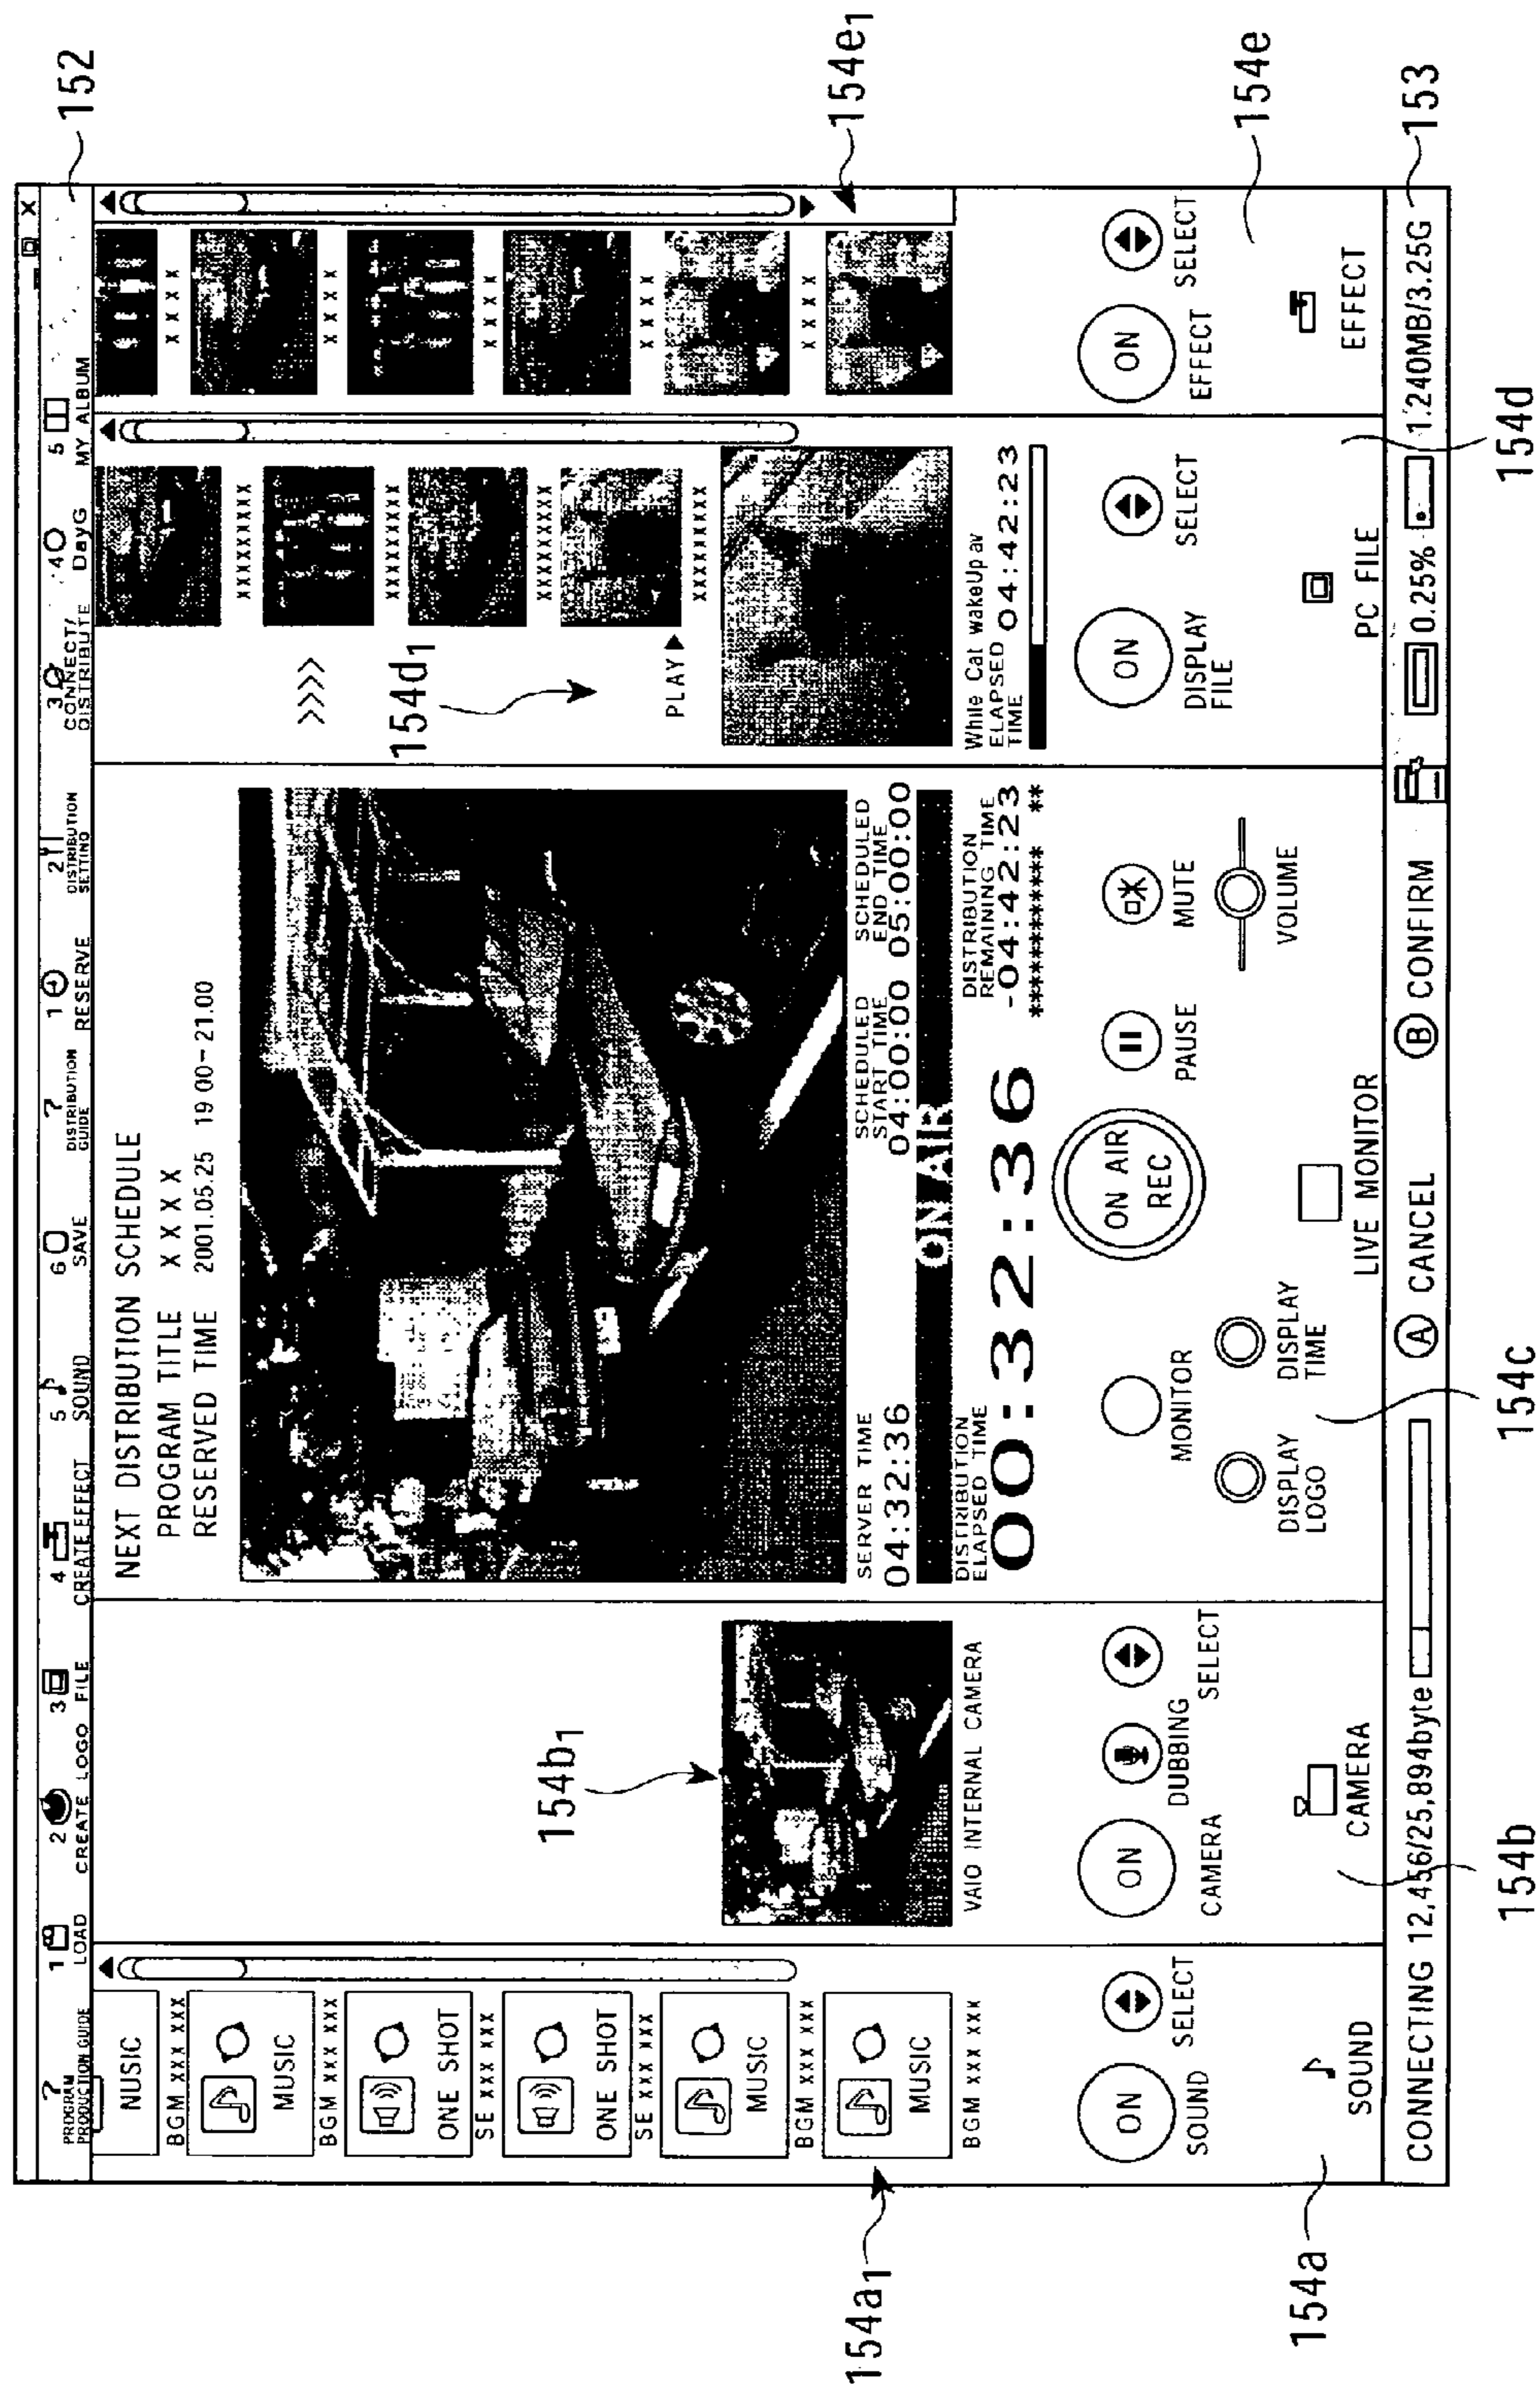 152
? PROGRAM PRODUCTION GUIDE
1 LOAD
2 CREATE LOGO
3 FILE
4 CREATE EFFECT
5 SOUND
6 SAVE
? DISTRIBUTION GUIDE
1 RESERVE
2 DISTRIBUTION SETTING
3 CONNECT/ DISTRIBUTE
4 DayG
5 MY ALBUM
NUSIC
BGM XXX XXX
MUSIC
BGM XXX XXX
ONE SHOT
SE XXX XXX
ONE SHOT
SE XXX XXX
MUSIC
BGM XXX XXX
MUSIC
BGM XXX XXX
154a1
ON
SOUND
SELECT
SOUND
154a
154b1
VAIO INTERNAL CAMERA
ON
CAMERA
DUBBING
SELECT
CAMERA
154b
NEXT DISTRIBUTION SCHEDULE
PROGRAM TITLE X X X X
RESERVED TIME 2001.05.25 19 00-21.00
SERVER TIME
04:32:36
SCHEDULED START TIME
04:00:00
SCHEDULED END TIME
05:00:00
ON AIR
DISTRIBUTION ELAPSED TIME
00:32:36
DISTRIBUTION REMAINING TIME
-04:42:23
********** **
MONITOR
ON AIR REC
PAUSE
MUTE
DISPLAY LOGO
DISPLAY TIME
VOLUME
LIVE MONITOR
154c
XXXXXXXXX
>>>>
XXXXXXXXX
154d1
XXXXXXXXX
PLAY▶
XXXXXXXXX
While Cat wakeUp av
ELAPSED TIME 04:42:23
ON
DISPLAY FILE
SELECT
PC FILE
154d
X X X X
X X X X
X X X X
X X X X
X X X X
154e1
ON
EFFECT
SELECT
EFFECT
154e
CONNECTING 12,456/25,894byte
A CANCEL
B CONFIRM
0.25%
1.240MB/3.25G
153